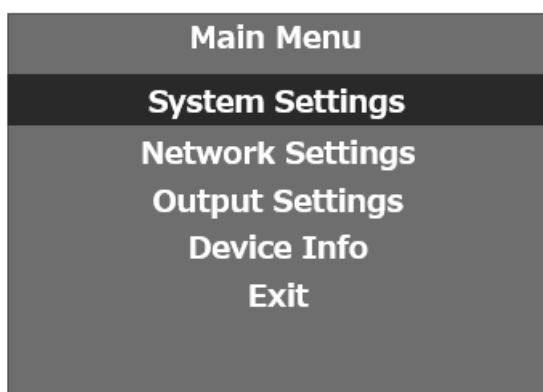 Main Menu
System Settings
Network Settings
Output Settings
Device Info
Exit